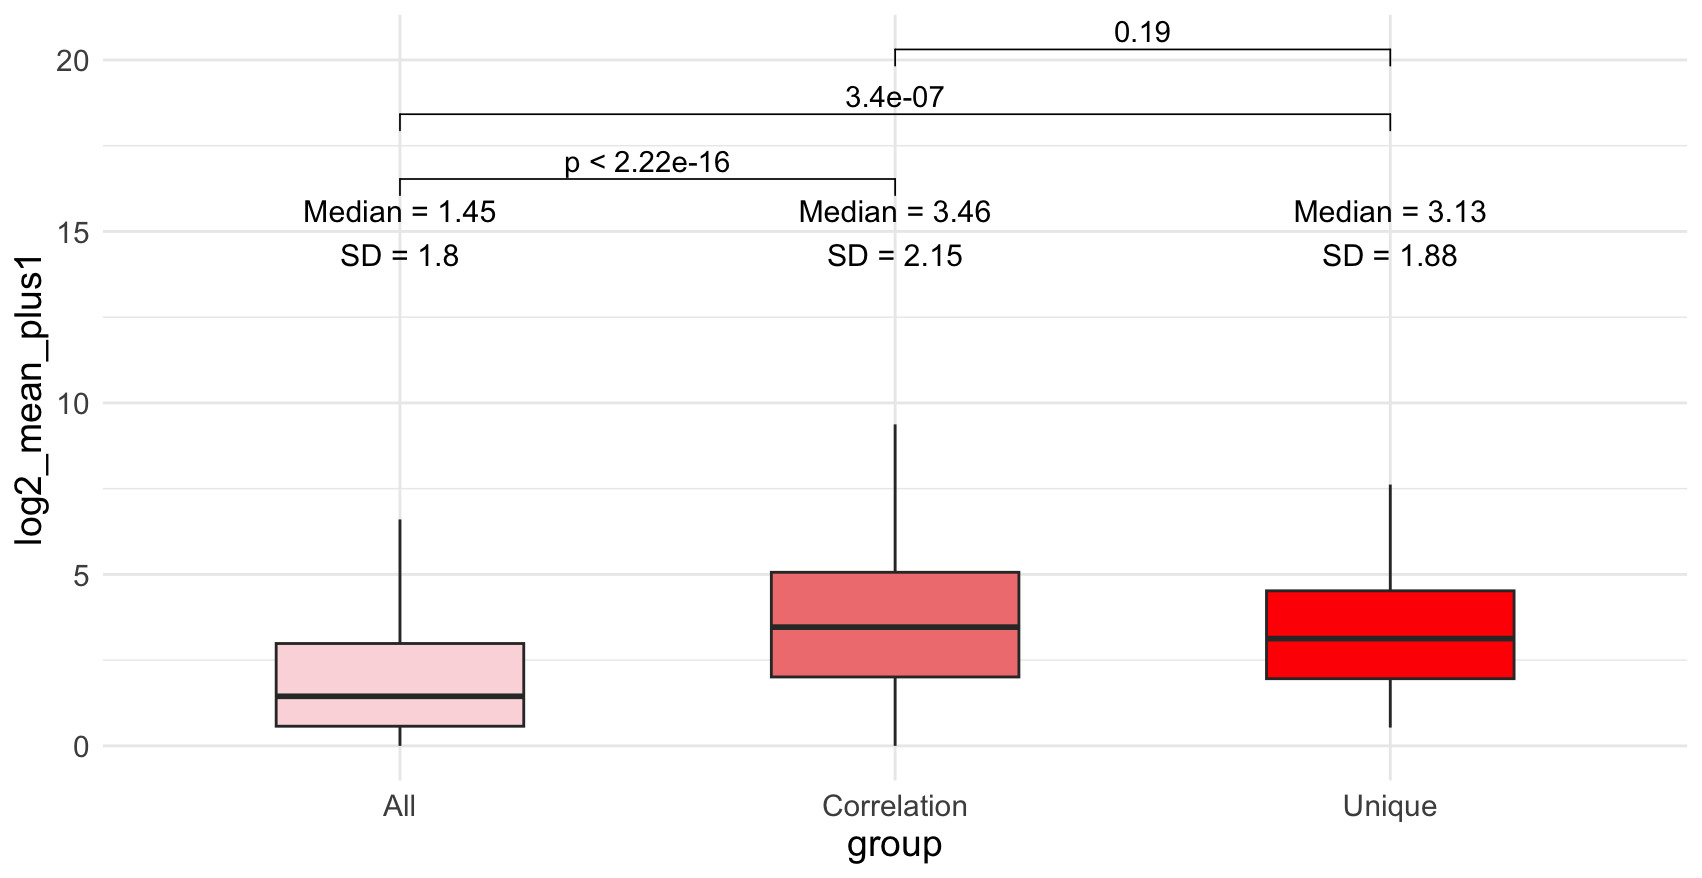 0.19
20
3.4e-07
p < 2.22e-16
Median = 1.45
Median = 3.46
Median = 3.13
15
SD = 1.8
SD = 2.15
SD = 1.88
log2_mean_plus1
10
5
0
All
Correlation
Unique
group